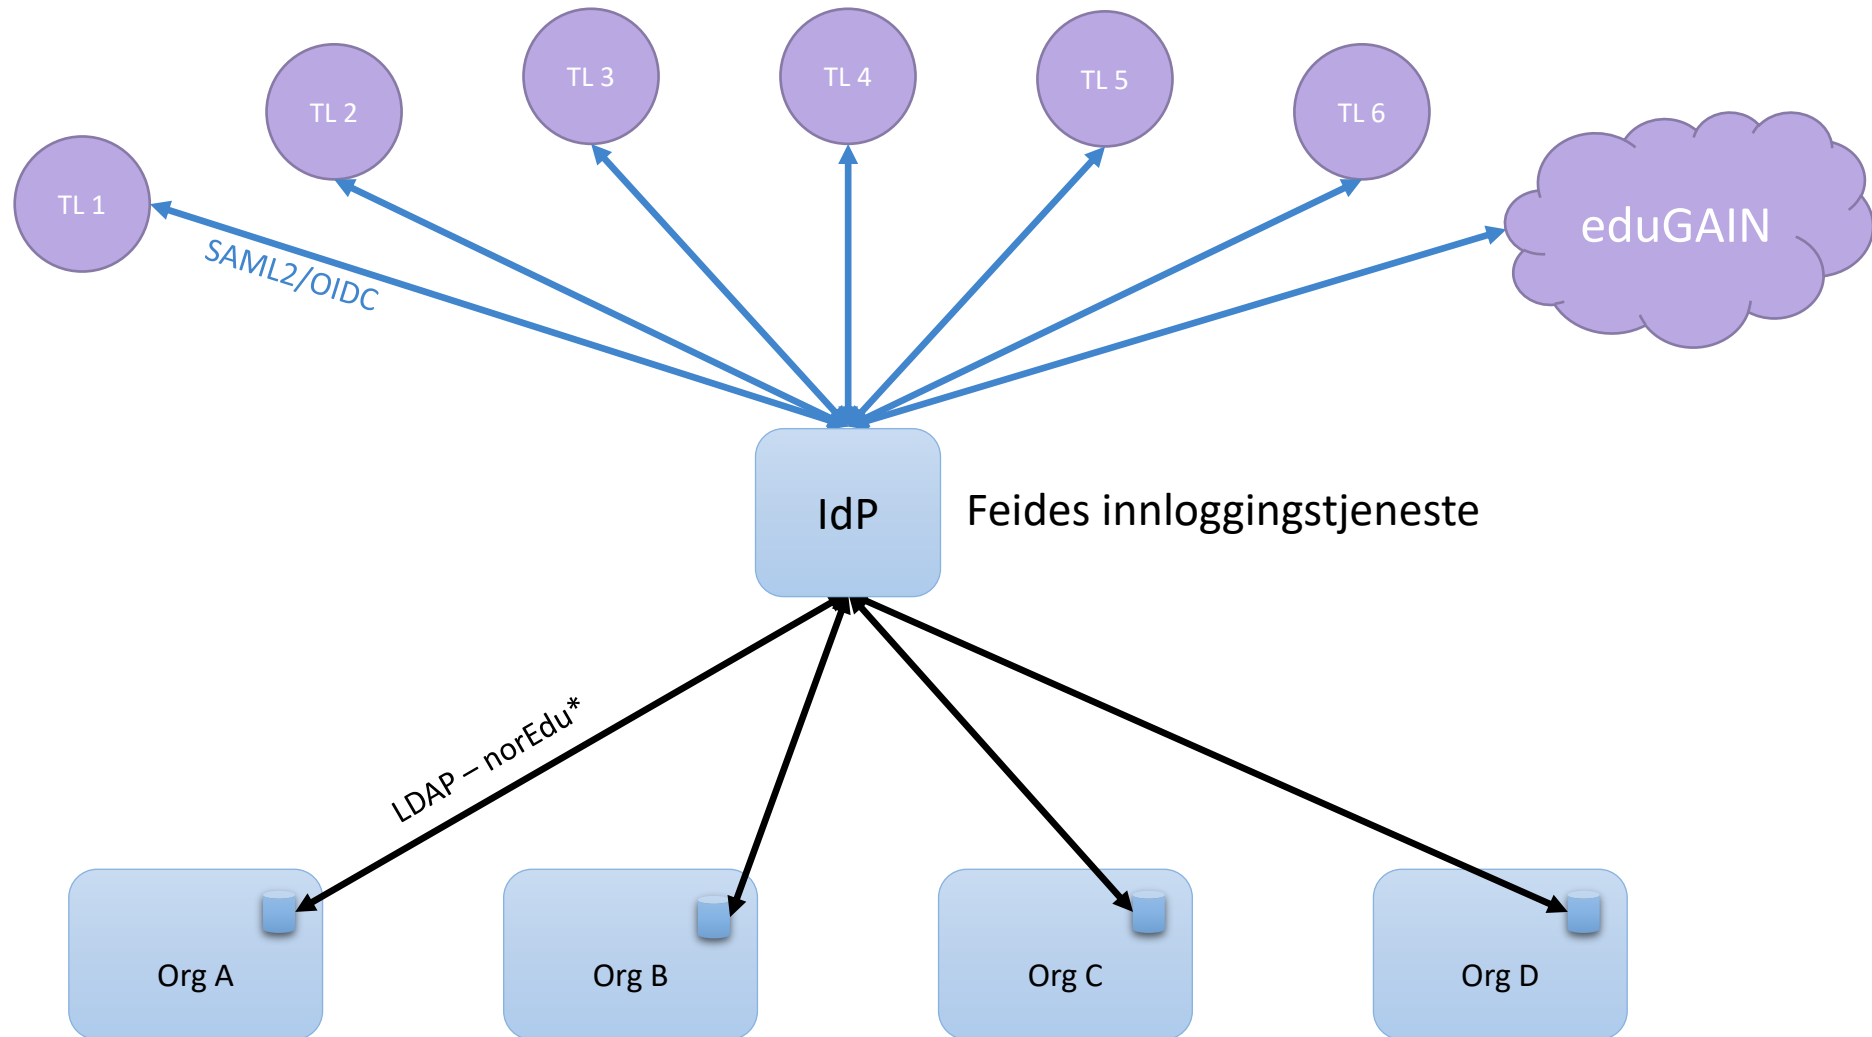 TL 1
TL 2
TL 3
TL 4
TL 5
TL 6
eduGAIN
SAML2/OIDC
IdP
Feides innloggingstjeneste
LDAP – norEdu*
Org A
Org B
Org C
Org D